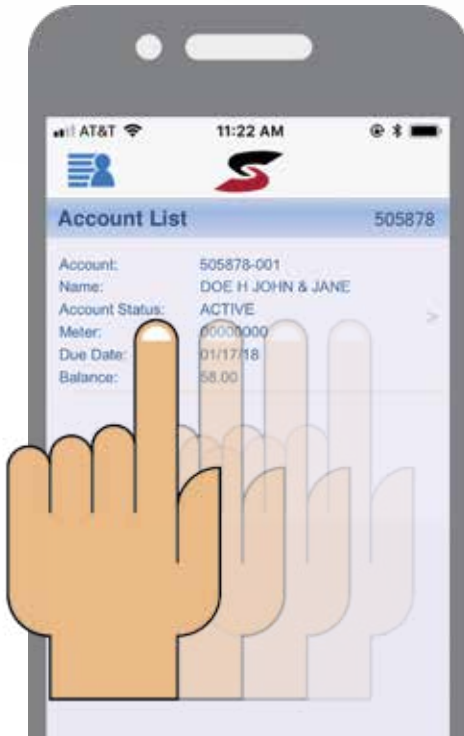 AT&T 11:22 AM
Account List 505878
Account: 505878-001
Name: DOE H JOHN & JANE
Account Status: ACTIVE
Meter: 00000000
Due Date: 01/17/18
Balance: 58.00
>